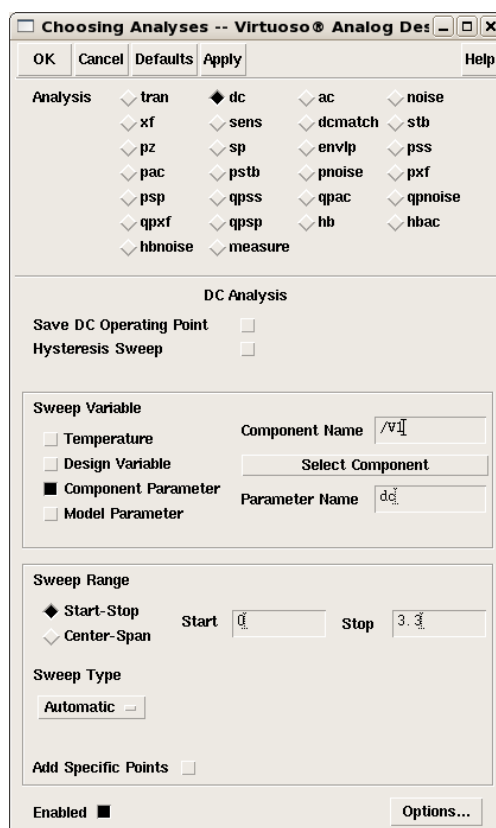 Choosing Analyses -- Virtuoso® Analog Des
OK Cancel Defaults Apply Help
Analysis tran dc ac noise
xf sens dcmatch stb
pz sp envlp pss
pac pstb pnoise pxf
psp qpss qpac qpnoise
qpxf qpsp hb hbac
hbnoise measure
DC Analysis
Save DC Operating Point
Hysteresis Sweep
Sweep Variable
Temperature
Design Variable
Component Parameter
Model Parameter
Component Name /V1
Select Component
Parameter Name dc
Sweep Range
Start-Stop
Center-Span
Start 0 Stop 3.3
Sweep Type
Automatic
Add Specific Points
Enabled Options...